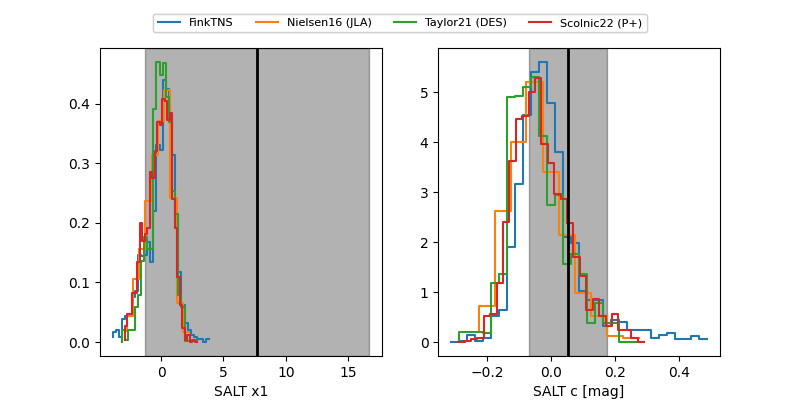 FinkTNS Nielsen16 (JLA) Taylor21 (DES) Scolnic22 (P+)
0.4
0.3
0.2
0.1
0.0
0 5 10 15
SALT x1
5
4
3
2
1
0
−0.2 0.0 0.2 0.4
SALT c [mag]